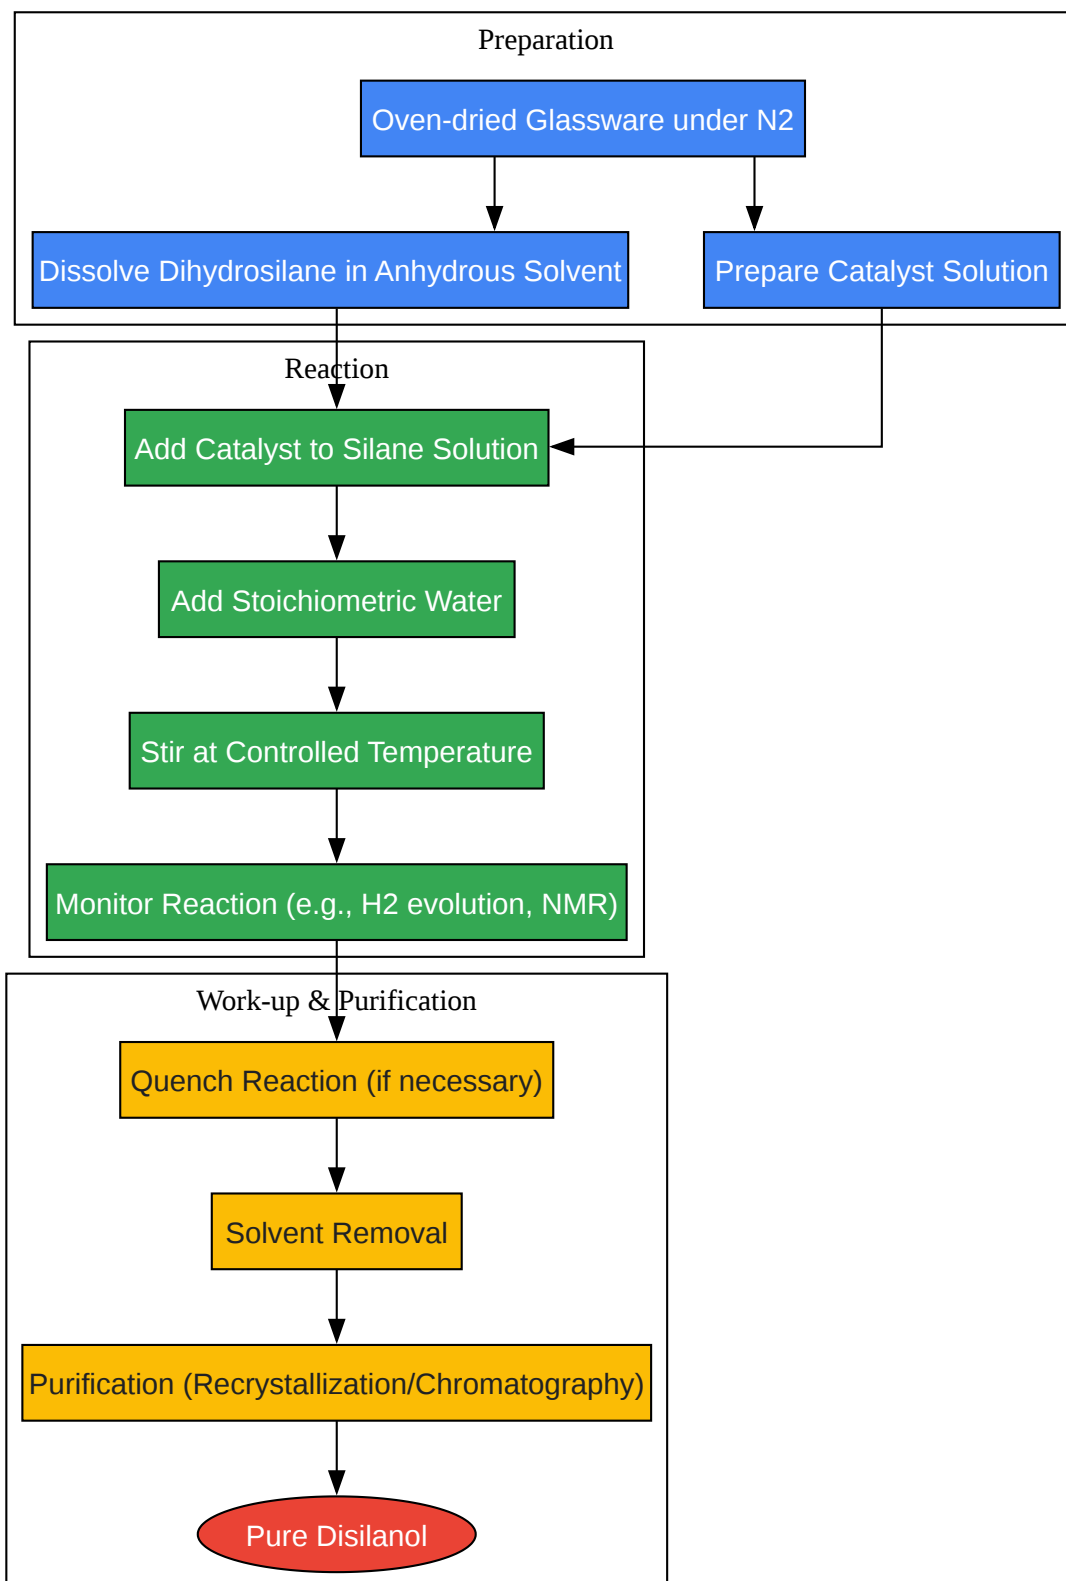 Preparation
Oven-dried Glassware under N2
Dissolve Dihydrosilane in Anhydrous Solvent
Prepare Catalyst Solution
Reaction
Add Catalyst to Silane Solution
Add Stoichiometric Water
Stir at Controlled Temperature
Monitor Reaction (e.g., H2 evolution, NMR)
Work-up & Purification
Quench Reaction (if necessary)
Solvent Removal
Purification (Recrystallization/Chromatography)
Pure Disilanol